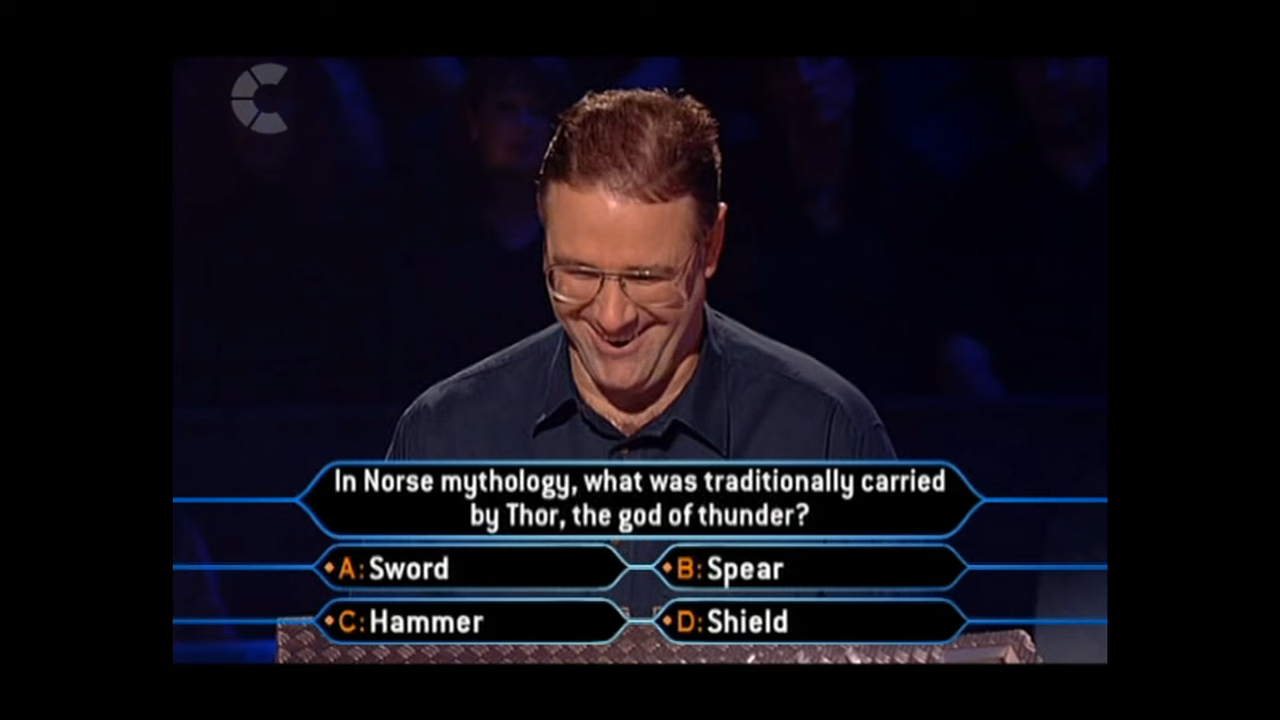 In Norse mythology, what was traditionally carried
by Thor, the god of thunder?
A: Sword
B: Spear
C: Hammer
D: Shield